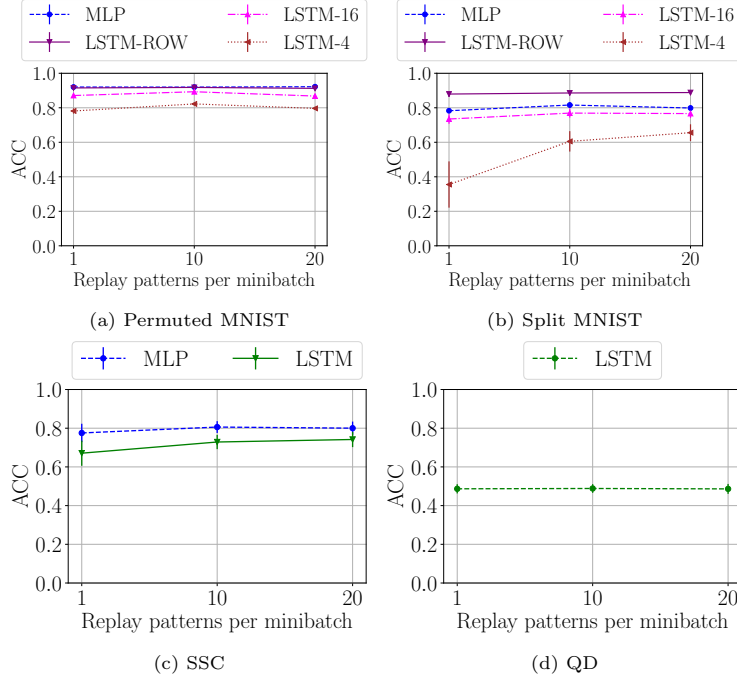 MLP
LSTM-ROW
LSTM-16
LSTM-4
1.0
0.8
0.6
0.4
0.2
0.0
ACC
1 10 20
Replay patterns per minibatch
(a) Permuted MNIST
MLP
LSTM-ROW
LSTM-16
LSTM-4
1.0
0.8
0.6
0.4
0.2
0.0
ACC
1 10 20
Replay patterns per minibatch
(b) Split MNIST
MLP LSTM
1.0
0.8
0.6
0.4
0.2
0.0
ACC
1 10 20
Replay patterns per minibatch
(c) SSC
LSTM
1.0
0.8
0.6
0.4
0.2
0.0
ACC
1 10 20
Replay patterns per minibatch
(d) QD